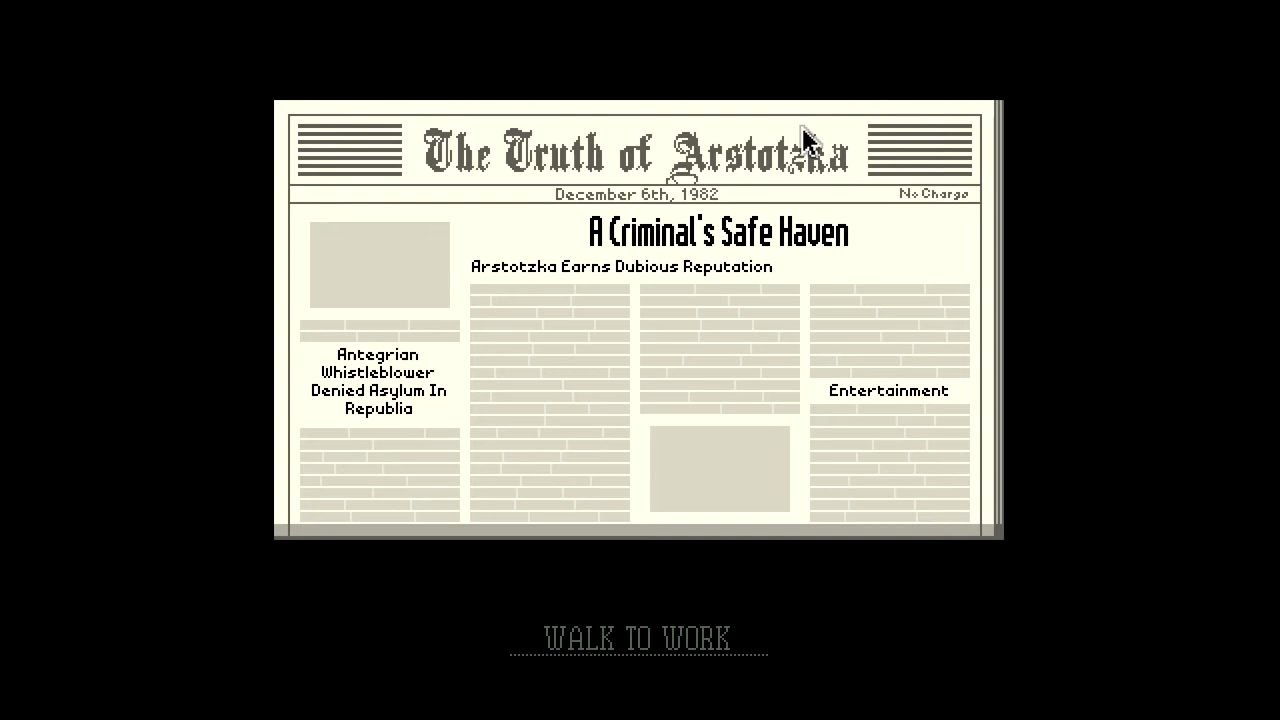 The Truth of Arstotzka
December 6th, 1982
No Charge
A Criminal's Safe Haven
Arstotzka Earns Dubious Reputation
Antegrian
Whistleblower
Denied Asylum In
Republia
Entertainment
WALK TO WORK